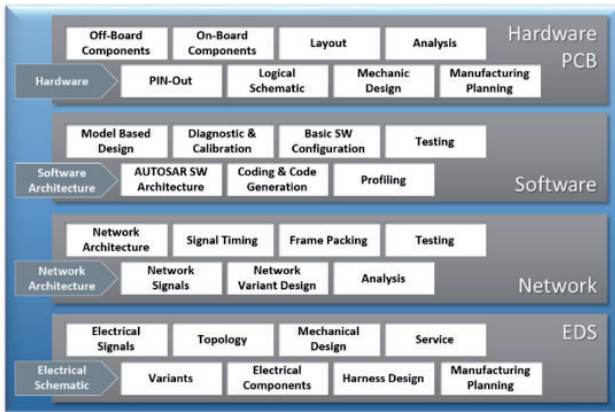 Off-Board
Components
On-Board
Components
Layout
Analysis
Hardware
PCB
Hardware
PIN-Out
Logical
Schematic
Mechanic
Design
Manufacturing
Planning
Model Based
Design
Diagnostic &
Calibration
Basic SW
Configuration
Testing
Software
Architecture
AUTOSAR SW
Architecture
Coding & Code
Generation
Profiling
Software
Network
Architecture
Signal Timing
Frame Packing
Testing
Network
Architecture
Network
Signals
Network
Variant Design
Analysis
Network
Electrical
Signals
Topology
Mechanical
Design
Service
EDS
Electrical
Schematic
Variants
Electrical
Components
Harness Design
Manufacturing
Planning